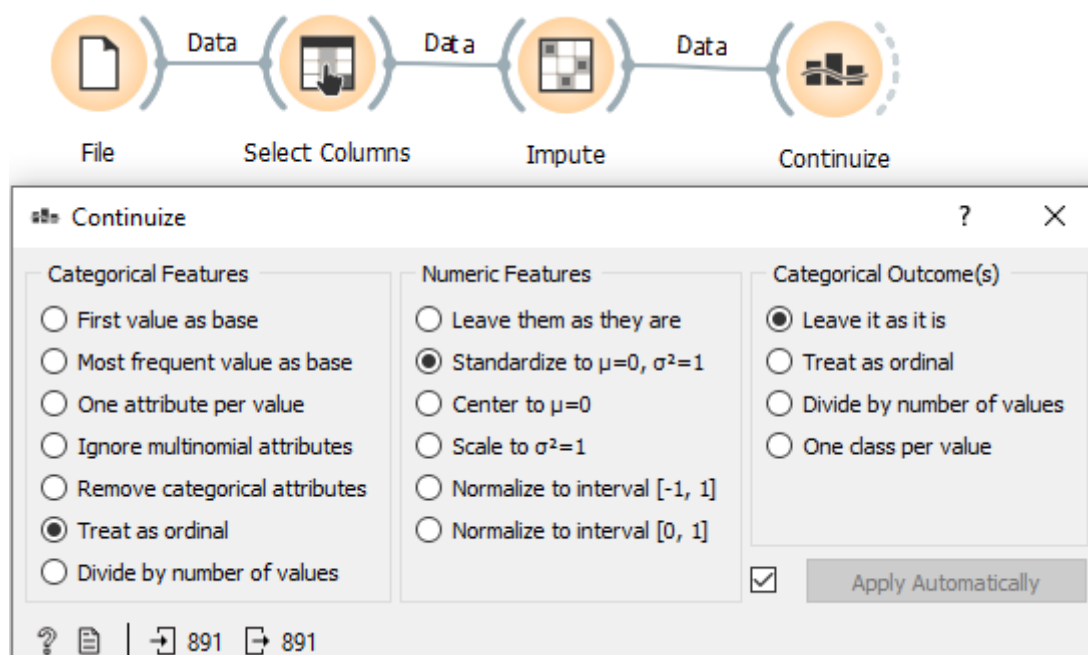 Data Data Data
File Select Columns Impute Continuize
Continuize ? ×
Categorical Features
First value as base
Most frequent value as base
One attribute per value
Ignore multinomial attributes
Remove categorical attributes
Treat as ordinal
Divide by number of values
Numeric Features
Leave them as they are
Standardize to μ=0, σ²=1
Center to μ=0
Scale to σ²=1
Normalize to interval [-1, 1]
Normalize to interval [0, 1]
Categorical Outcome(s)
Leave it as it is
Treat as ordinal
Divide by number of values
One class per value
Apply Automatically
? 891 891